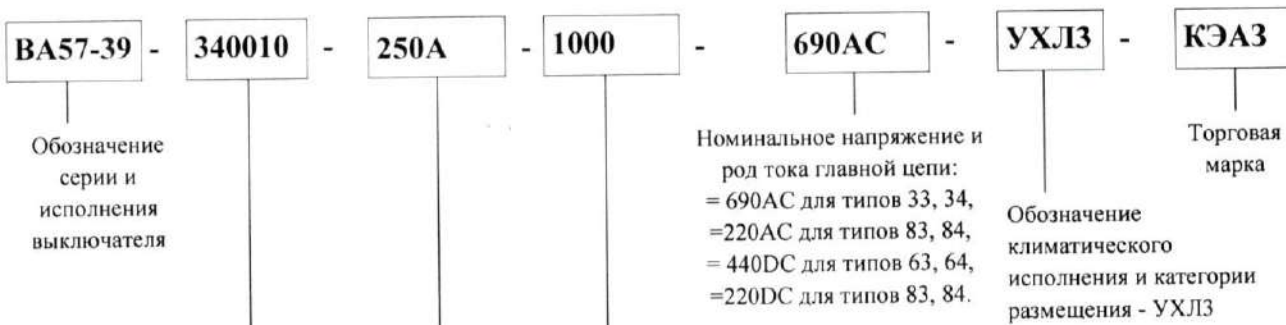 ВА57-39 - 340010 - 250А - 1000 - 690АС - УХЛ3 - КЭАЗ
Обозначение
серии и
исполнения
выключателя
Номинальное напряжение и
род тока главной цепи:
= 690АС для типов 33, 34,
=220АС для типов 83, 84,
= 440DC для типов 63, 64,
=220DC для типов 83, 84.
Обозначение
климатического
исполнения и категории
размещения - УХЛ3
Торговая
марка